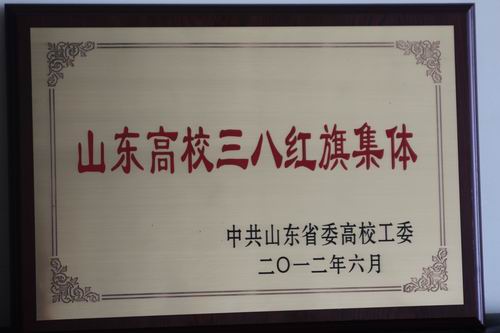 山东高校三八红旗集体
中共山东省委高校工委
二〇一二年六月